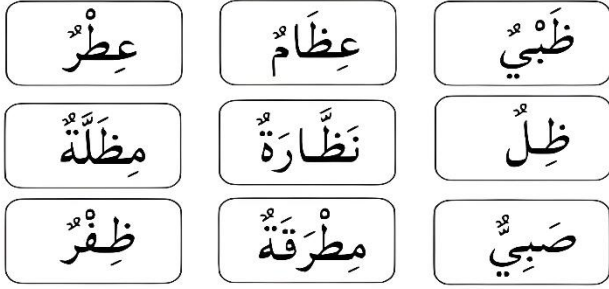 ظَبْيٌ عِظَامٌ عِطْرٌ
ظِلٌ نَظَّارَةٌ مِظَلَّةٌ
صَبِيٌّ مِطْرَقَةٌ ظِفْرٌ